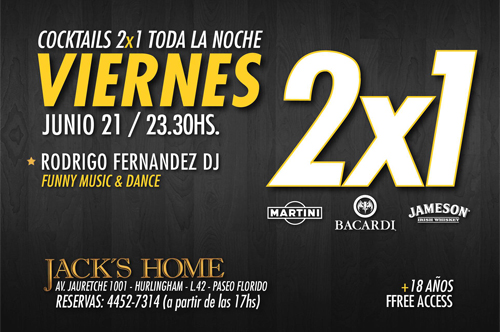 COCKTAILS 2x1 TODA LA NOCHE
VIERNES
JUNIO 21 / 23.30HS.
RODRIGO FERNANDEZ DJ
FUNNY MUSIC & DANCE
2x1
MARTINI
BACARDI
JAMESON
IRISH WHISKEY
JACK'S HOME
AV. JAURETCHE 1001 - HURLINGHAM - L.42 - PASEO FLORIDO
RESERVAS: 4452-7314 (a partir de las 17hs)
+18 AÑOS
FFREE ACCESS